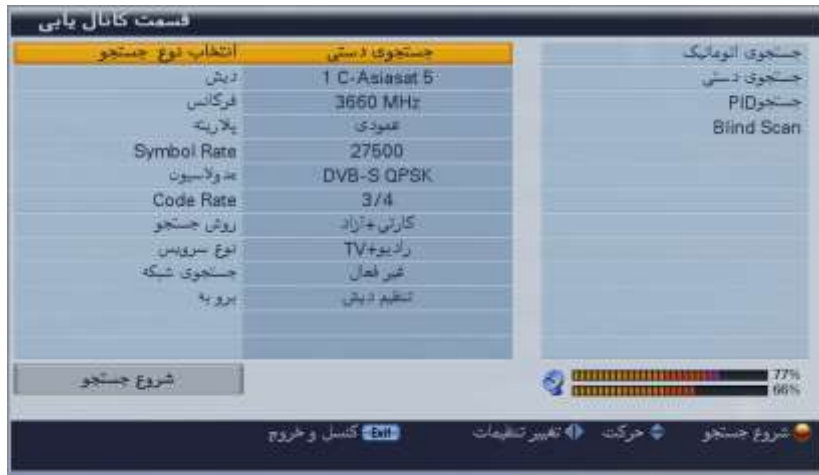 قسمت کانال یابی
انتخاب نوع جستجو جستجوی دستی
دیش 1 C-Asiasat 5
فرکانس 3660 MHz
پلاریته عمودی
Symbol Rate 27500
مدولاسیون DVB-S QPSK
Code Rate 3/4
روش جستجو کارتی+آزاد
نوع سرویس رادیو+TV
جستجوی شبکه غیر فعال
برو به تنظیم دیش
جستجوی اتوماتیک
جستجوی دستی
جستجوPID
Blind Scan
شروع جستجو
77%
66%
شروع جستجو حرکت تغییر تنظیمات Exit کنسل و خروج